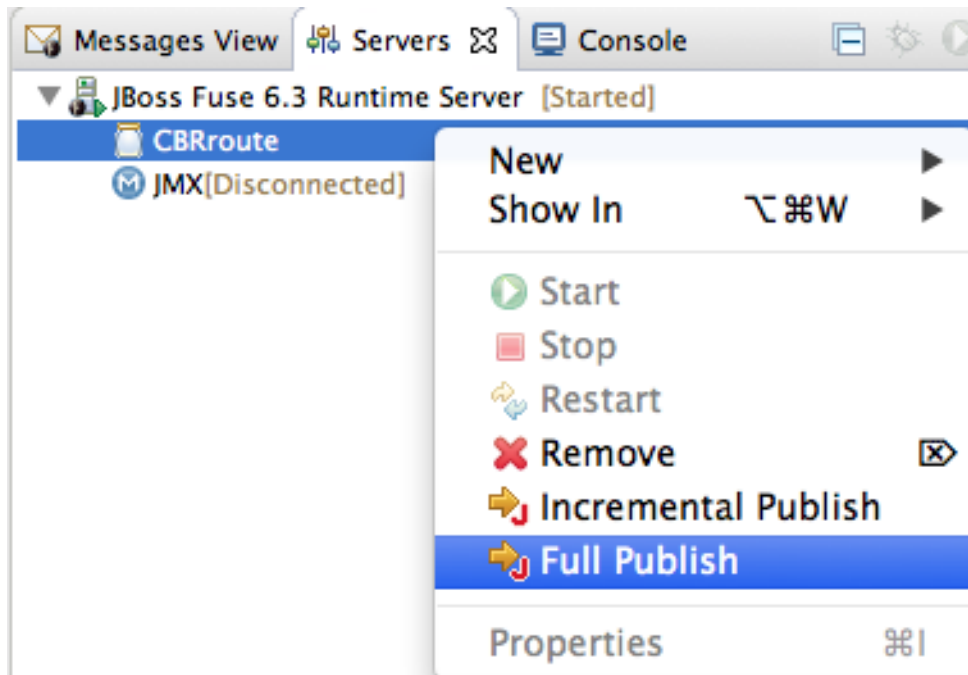 Messages View Servers Console
JBoss Fuse 6.3 Runtime Server [Started]
CBRroute
JMX[Disconnected]
New
Show In ⌥⌘W
Start
Stop
Restart
Remove
Incremental Publish
Full Publish
Properties ⌘I